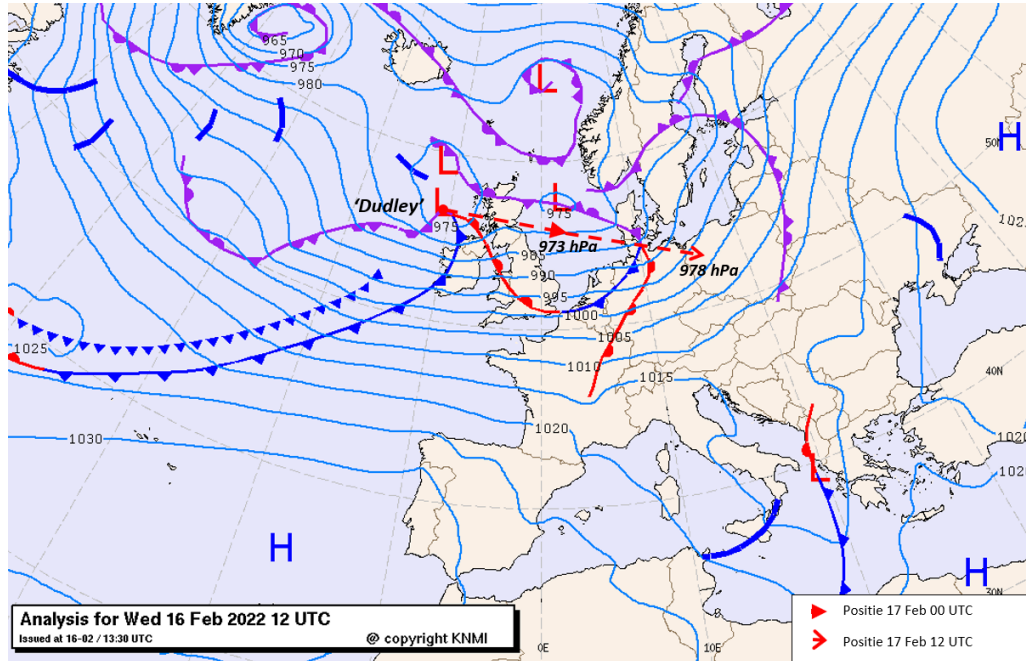 965
970
975
980
50N
H
L
L
'Dudley'
L
L
975
975
973 hPa
978 hPa
985
990
995
1000
1005
1010
1015
1025
1020
1030
102
40N
1020
102
L
H
H
30N
Analysis for Wed 16 Feb 2022 12 UTC
Issued at 16-02 / 13:30 UTC
@ copyright KNMI
0E
10E
Positie 17 Feb 00 UTC
Positie 17 Feb 12 UTC